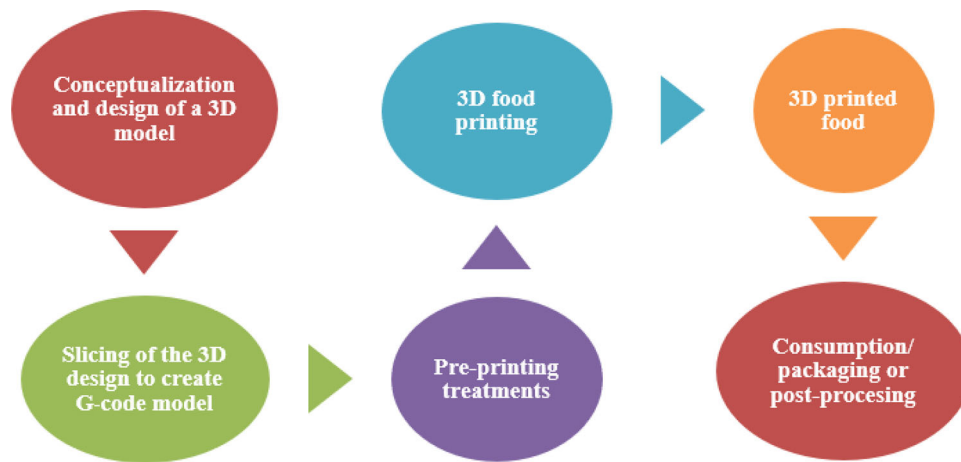 Conceptualization
and design of a 3D
model
Slicing of the 3D
design to create
G-code model
Pre-printing
treatments
3D food
printing
3D printed
food
Consumption/
packaging or
post-procesing